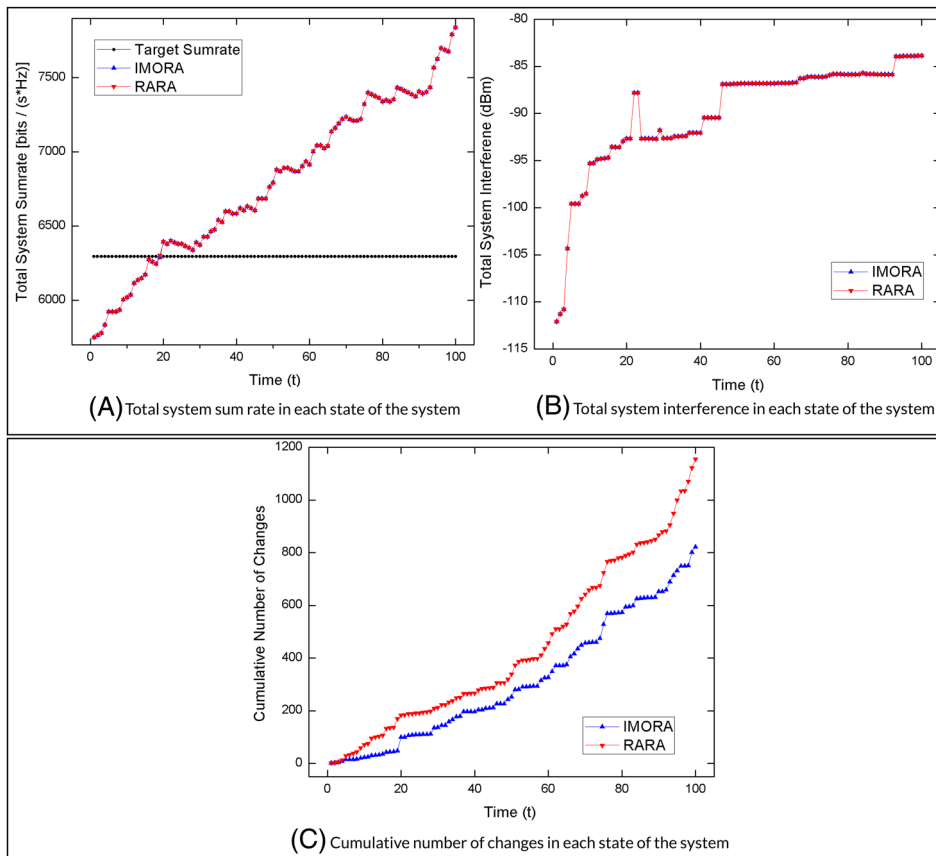 Total System Sumrate [bits / (s*Hz)]
7500
7000
6500
6000
Target Sumrate
IMORA
RARA
0 20 40 60 80 100
Time (t)
(A) Total system sum rate in each state of the system
Total System Interferene (dBm)
-80
-85
-90
-95
-100
-105
-110
-115
IMORA
RARA
0 20 40 60 80 100
Time (t)
(B) Total system interference in each state of the system
Cumulative Number of Changes
1200
1000
800
600
400
200
0
IMORA
RARA
0 20 40 60 80 100
Time (t)
(C) Cumulative number of changes in each state of the system